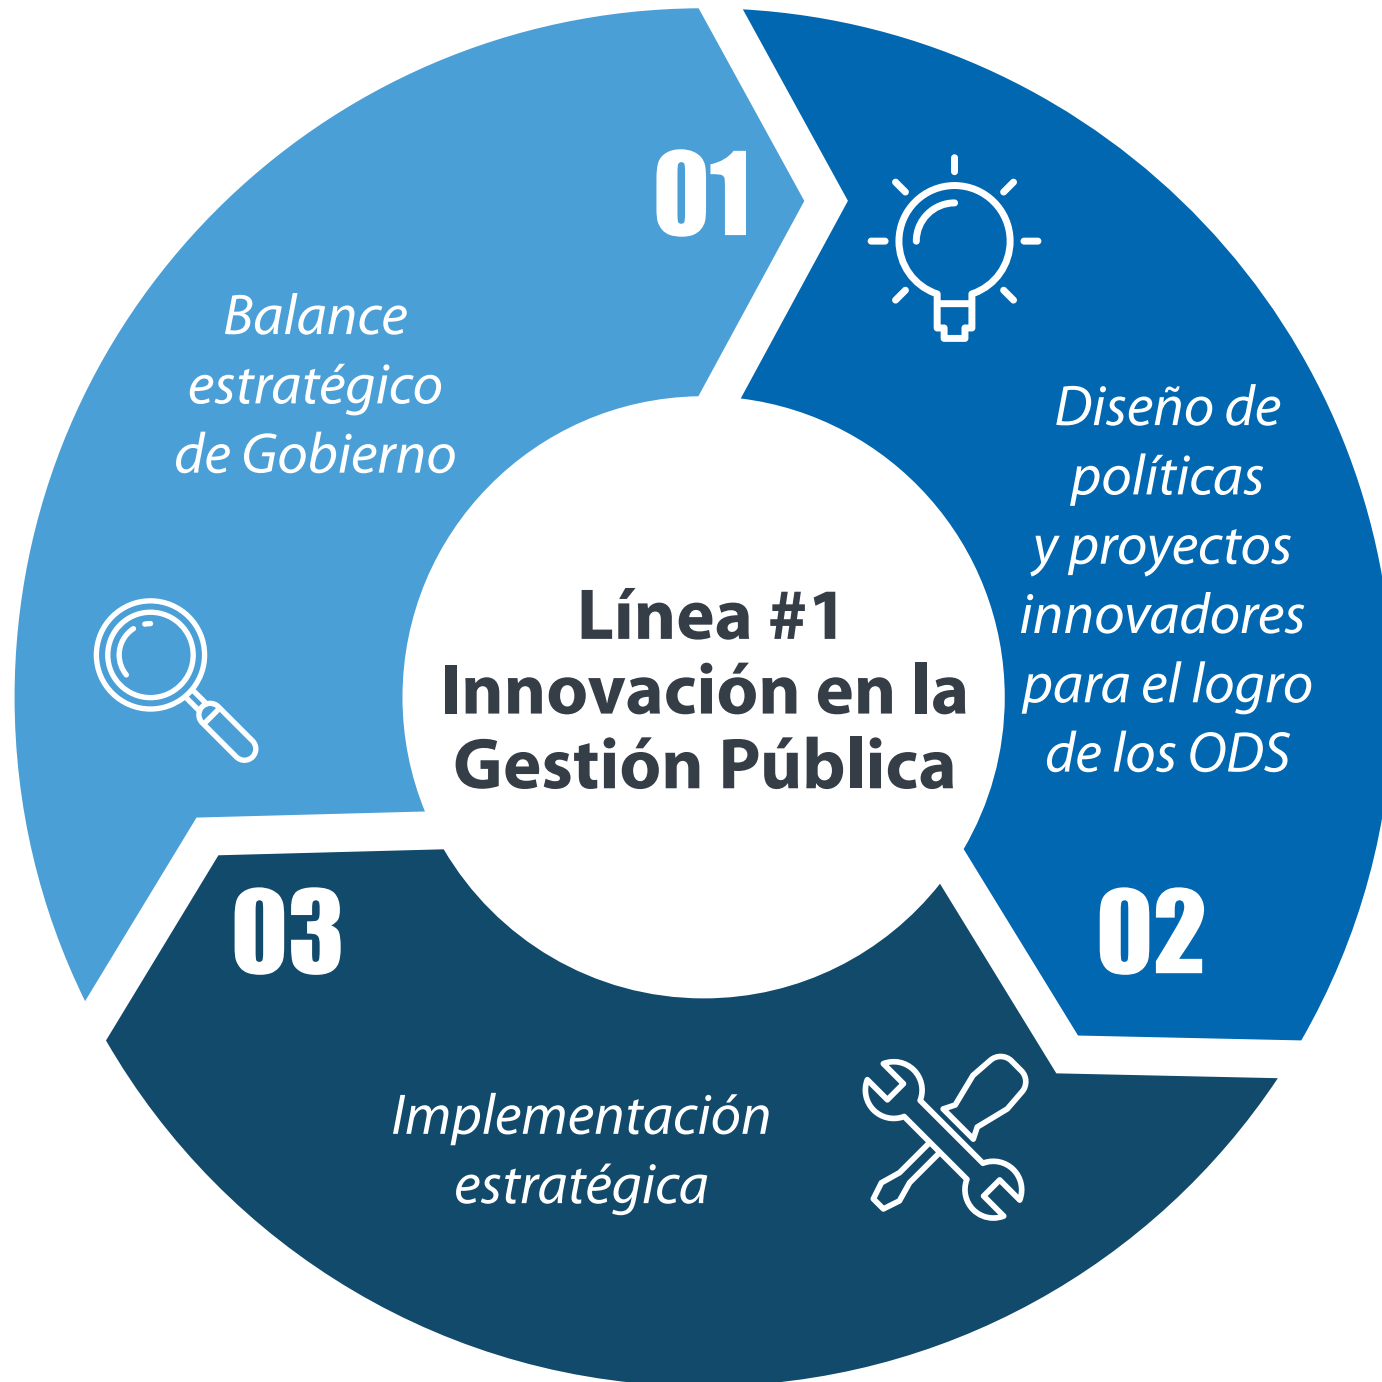 01
Balance
estratégico
de Gobierno
Diseño de
políticas
y proyectos
innovadores
para el logro
de los ODS
02
Línea #1
Innovación en la
Gestión Pública
03
Implementación
estratégica